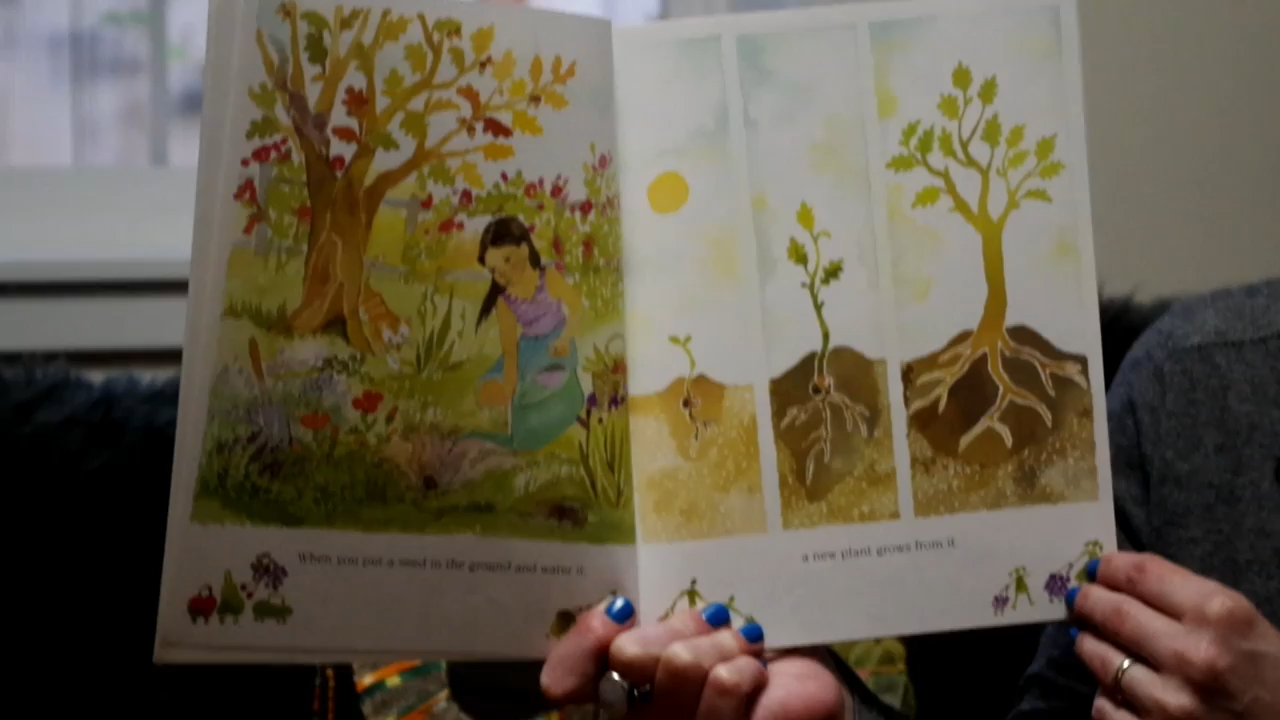 When you put a seed in the ground and water it
a new plant grows from it.